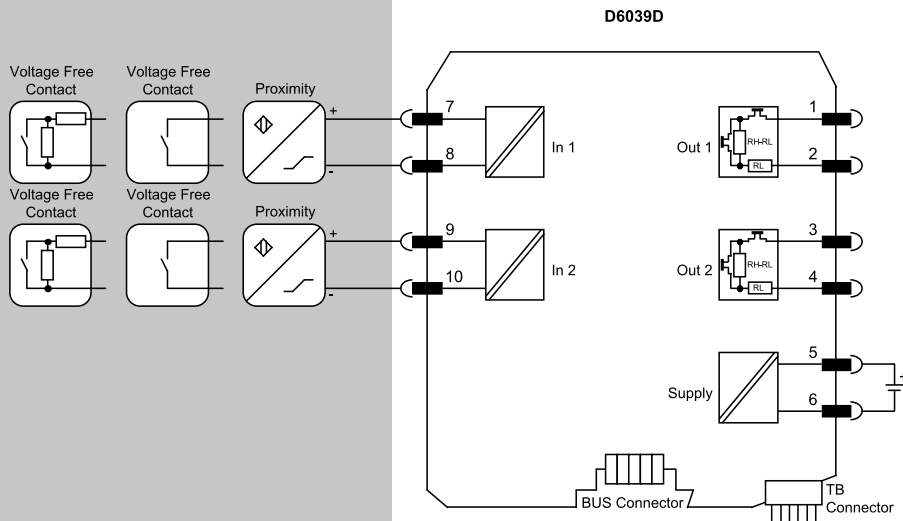 D6039D
Voltage Free
Contact
Voltage Free
Contact
Proximity
+
-
7
8
In 1
Out 1
RH-RL
RL
1
2
Voltage Free
Contact
Voltage Free
Contact
Proximity
+
-
9
10
In 2
Out 2
RH-RL
RL
3
4
Supply
5
6
+
BUS Connector
TB
Connector